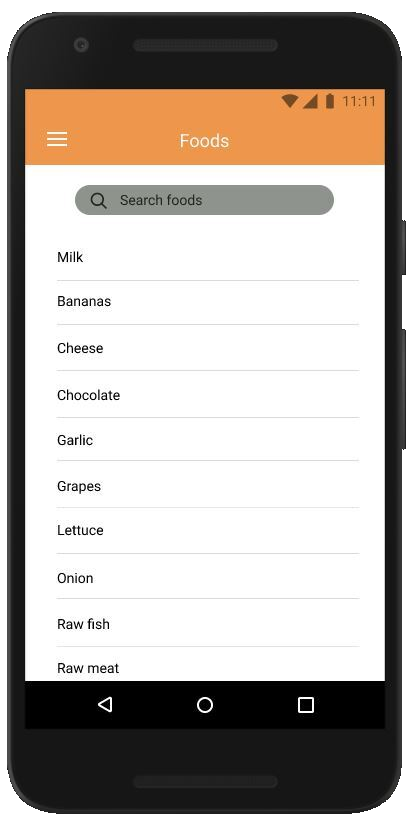 11:11
Foods
Search foods
Milk
Bananas
Cheese
Chocolate
Garlic
Grapes
Lettuce
Onion
Raw fish
Raw meat